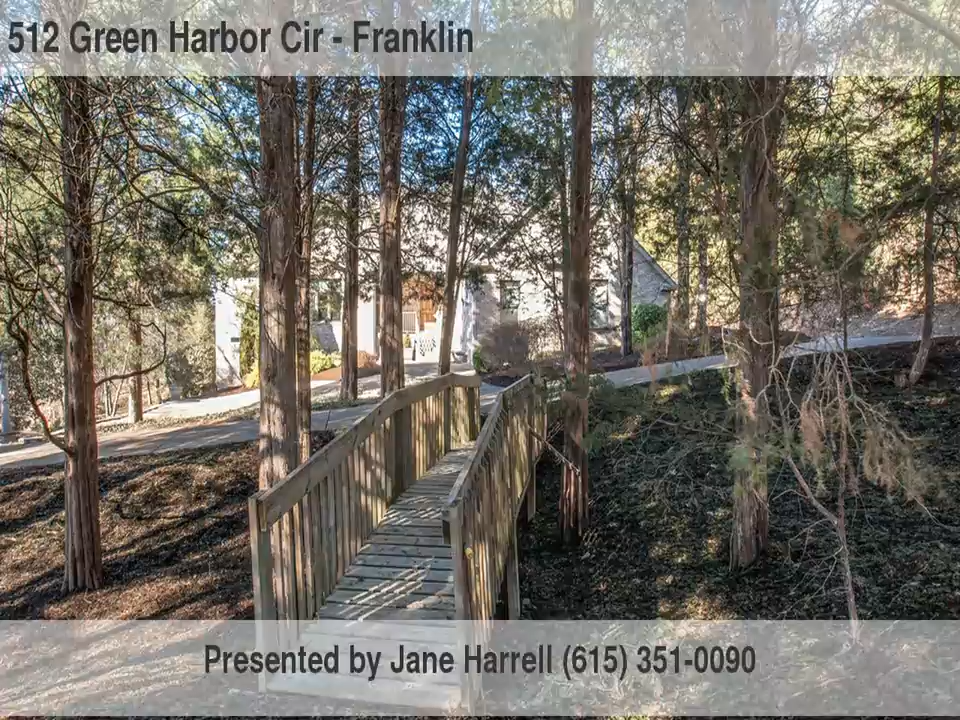 512 Green Harbor Cir - Franklin
Presented by Jane Harrell (615) 351-0090